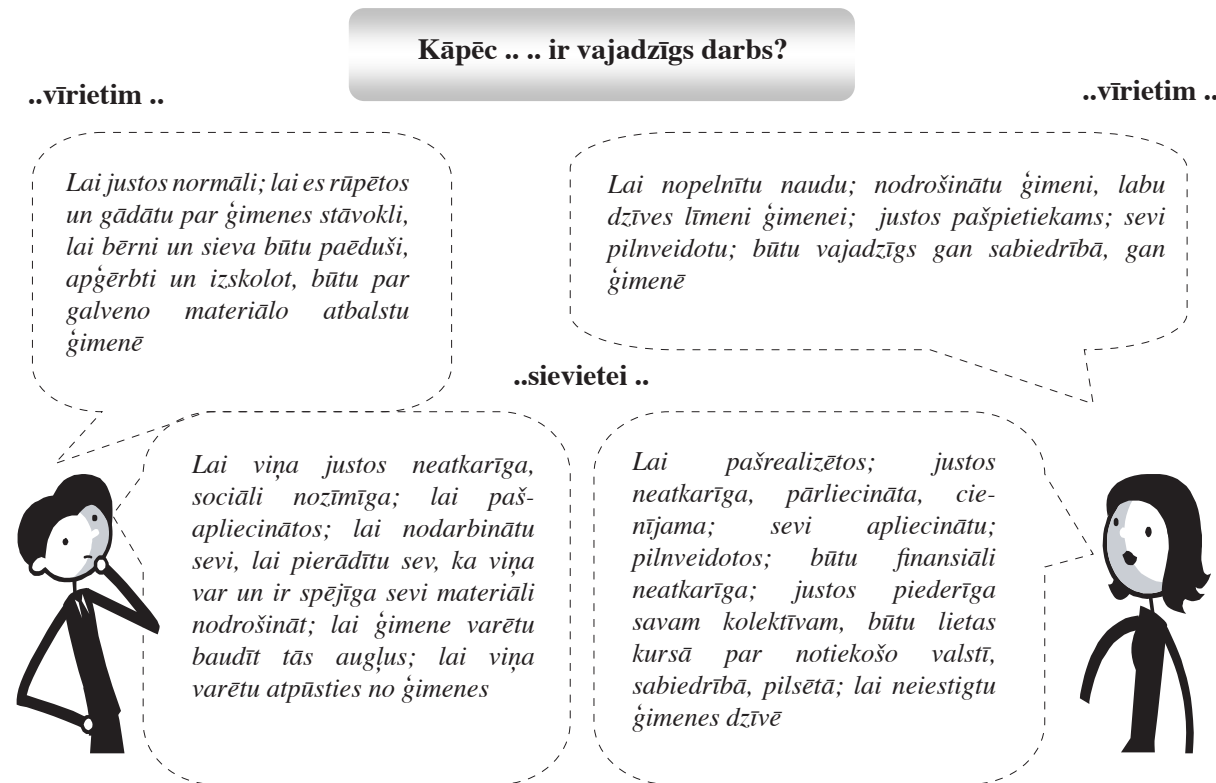 Kāpēc .. .. ir vajadzīgs darbs?
..vīrietim ..
..vīrietim ..
Lai justos normāli; lai es rūpētos
un gādātu par ģimenes stāvokli,
lai bērni un sieva būtu paēduši,
apģērbti un izskolot, būtu par
galveno materiālo atbalstu
ģimenē
Lai nopelnītu naudu; nodrošinātu ģimeni, labu
dzīves līmeni ģimenei; justos pašpietiekams; sevi
pilnveidotu; būtu vajadzīgs gan sabiedrībā, gan
ģimenē
..sievietei ..
Lai viņa justos neatkarīga,
sociāli nozīmīga; lai paš-
apliecinātos; lai nodarbinātu
sevi, lai pierādītu sev, ka viņa
var un ir spējīga sevi materiāli
nodrošināt; lai ģimene varētu
baudīt tās augļus; lai viņa
varētu atpūsties no ģimenes
Lai pašrealizētos; justos
neatkarīga, pārliecināta, cie-
nījama; sevi apliecinātu;
pilnveidotos; būtu finansiāli
neatkarīga; justos piederīga
savam kolektīvam, būtu lietas
kursā par notiekošo valstī,
sabiedrībā, pilsētā; lai neiestigtu
ģimenes dzīvē